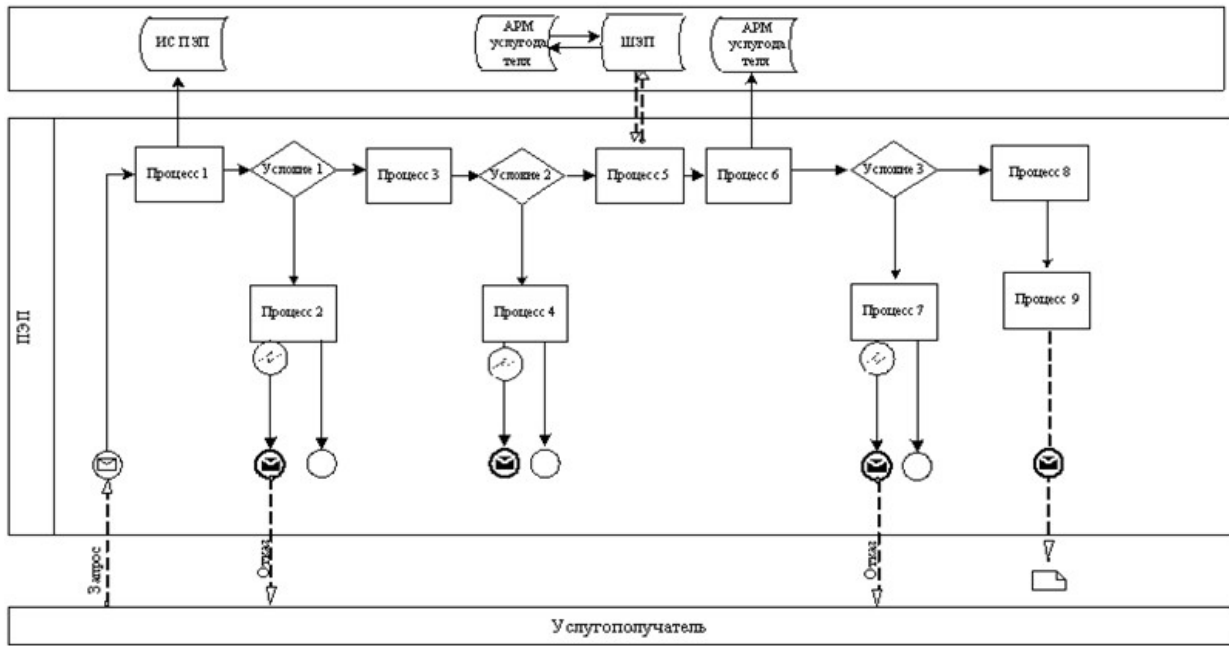 ИС ПЭП
АРМ
услугода
теля
ШЭП
АРМ
услугода
теля
Процесс 1
Условие 1
Процесс 3
Условие 2
Процесс 5
Процесс 6
Условие 3
Процесс 8
Процесс 2
Процесс 4
Процесс 7
Процесс 9
ПЭП
Запрос
Отказ
Отказ
Услугополучатель